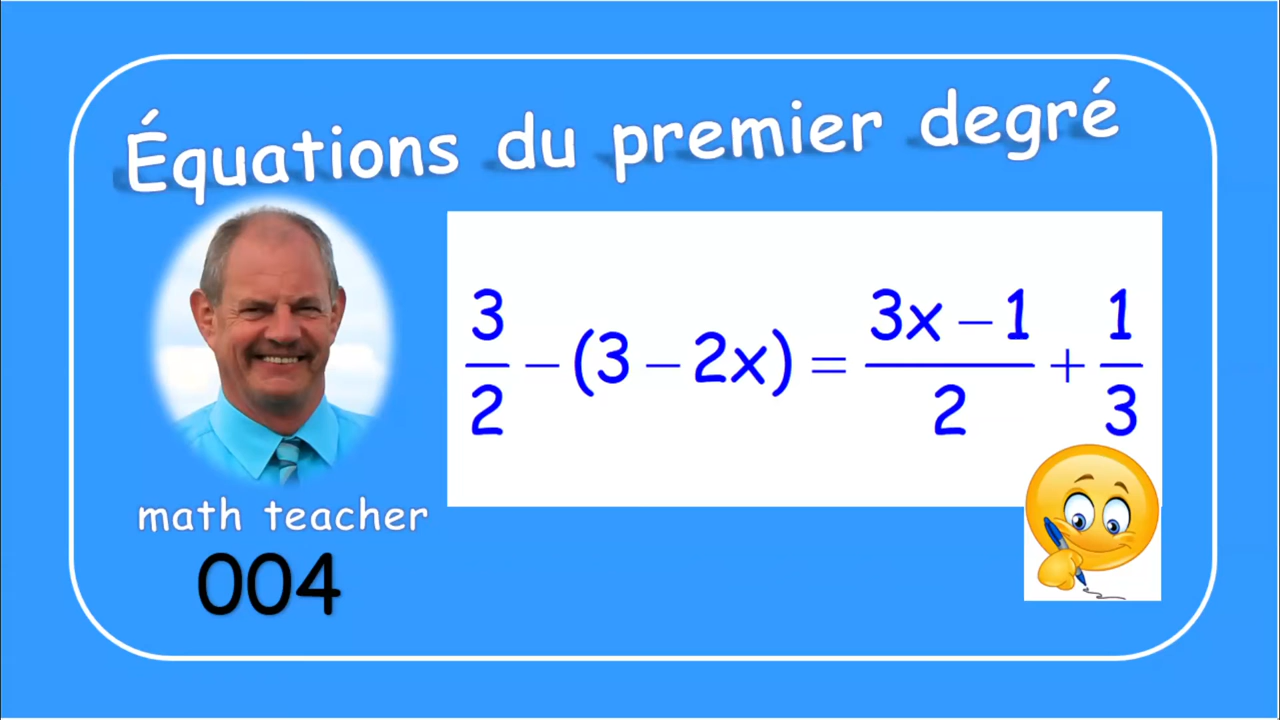 Équations du premier degré
3/2 − (3 − 2x) = (3x − 1)/2 + 1/3
math teacher
004